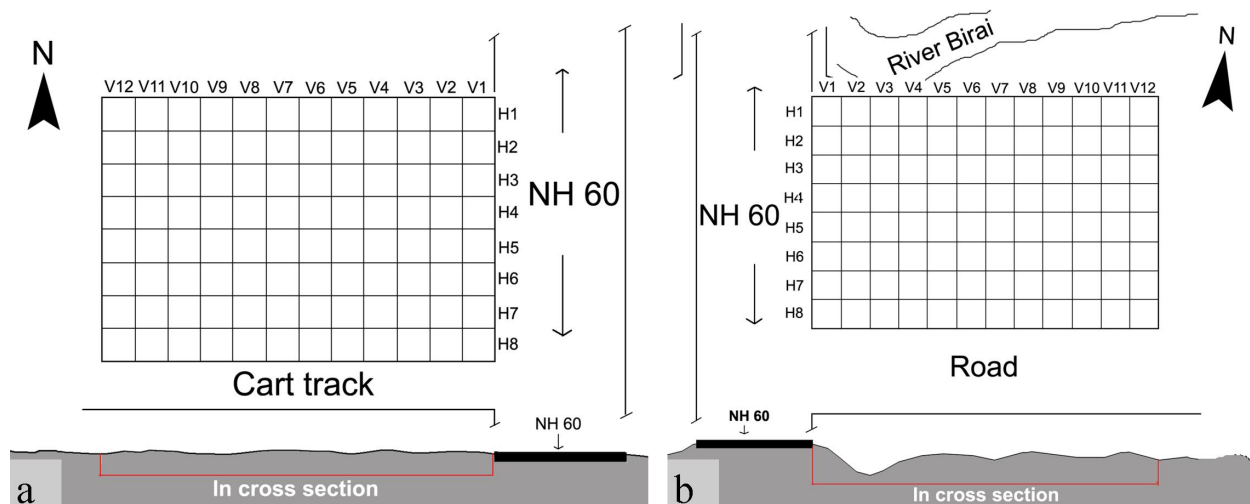 N
V12 V11 V10 V9 V8 V7 V6 V5 V4 V3 V2 V1
H1
H2
H3
H4
H5
H6
H7
H8
NH 60
Cart track
NH 60
In cross section
a
River Birai
N
V1 V2 V3 V4 V5 V6 V7 V8 V9 V10 V11 V12
H1
H2
H3
H4
H5
H6
H7
H8
NH 60
Road
NH 60
In cross section
b